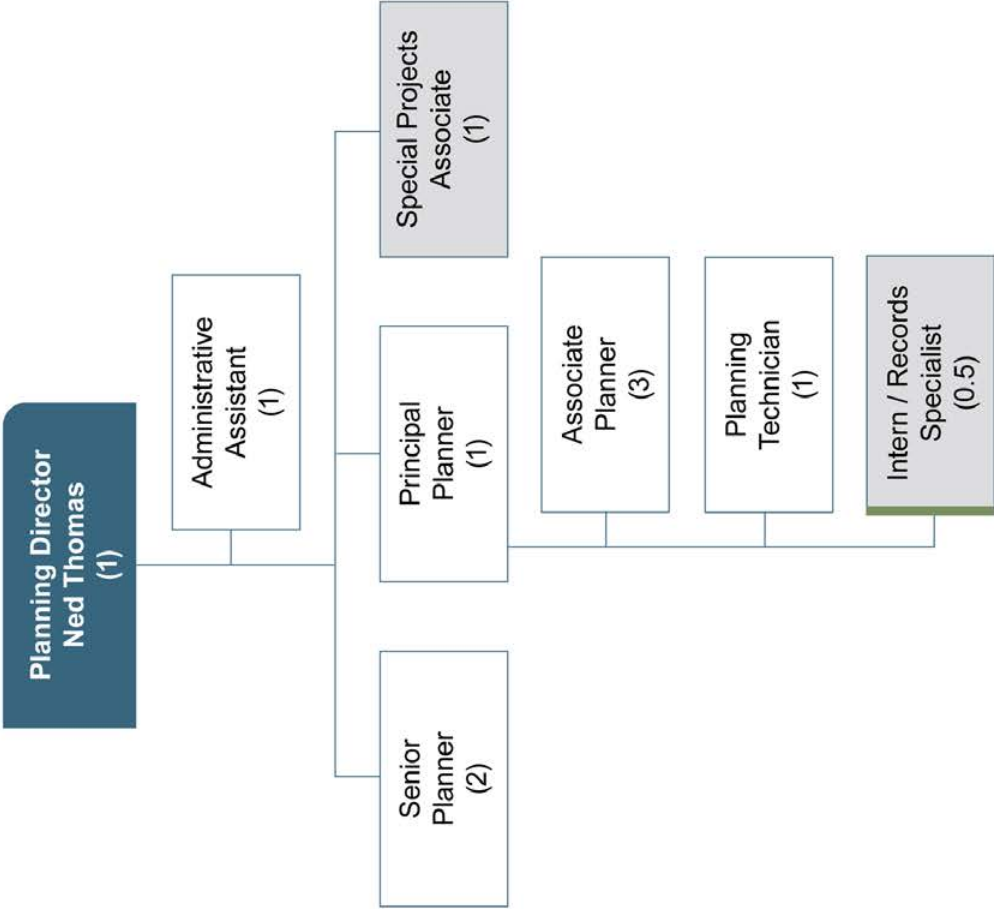 Planning Director
Ned Thomas
(1)
Administrative
Assistant
(1)
Senior
Planner
(2)
Principal
Planner
(1)
Special Projects
Associate
(1)
Associate
Planner
(3)
Planning
Technician
(1)
Intern / Records
Specialist
(0.5)